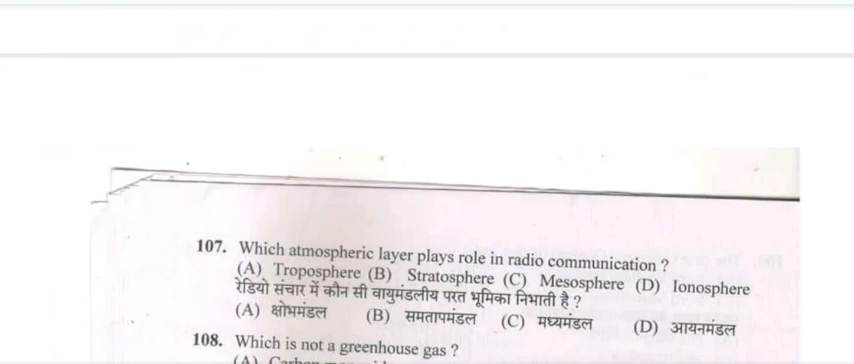 107. Which atmospheric layer plays role in radio communication ?
(A) Troposphere (B) Stratosphere (C) Mesosphere (D) Ionosphere
रेडियो संचार में कौन सी वायुमंडलीय परत भूमिका निभाती है ?
(A) क्षोभमंडल (B) समतापमंडल (C) मध्यमंडल (D) आयनमंडल
108. Which is not a greenhouse gas ?
(A) Carbon